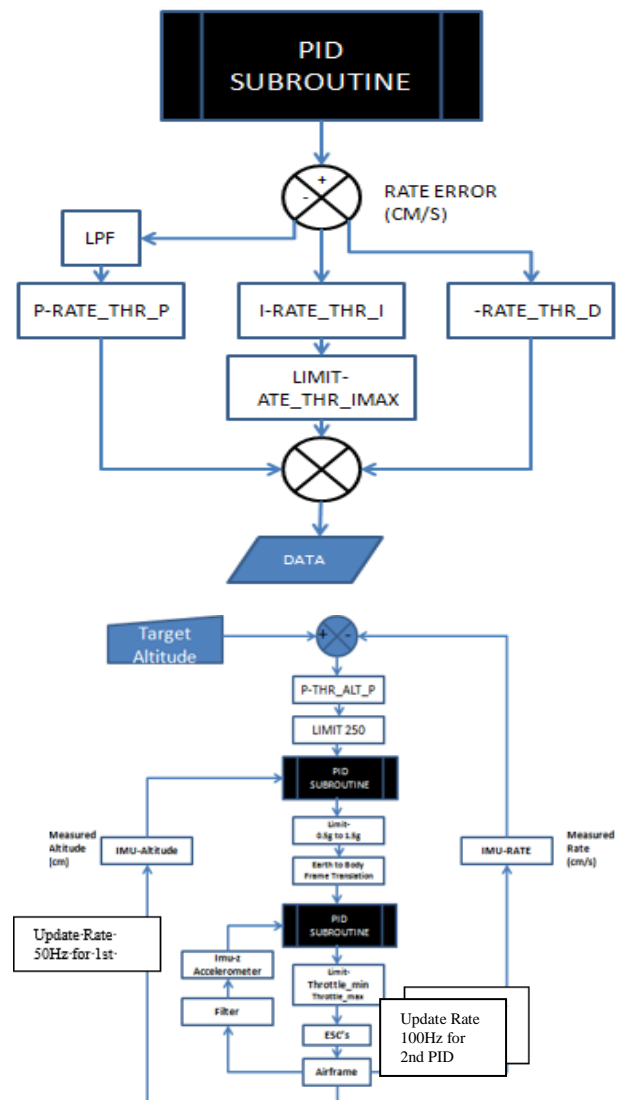 PID
SUBROUTINE
+
-
RATE ERROR
(CM/S)
LPF
P-RATE_THR_P
I-RATE_THR_I
-RATE_THR_D
LIMIT-
ATE_THR_IMAX
DATA
Target
Altitude
+
-
P-THR_ALT_P
LIMIT 250
PID
SUBROUTINE
Measured
Altitude
(cm)
IMU-Altitude
Limit-
0.5g to 1.5g
IMU-RATE
Measured
Rate
(cm/s)
Earth to Body
Frame Translation
Update·Rate·
50Hz·for·1st·
PID
SUBROUTINE
Imu-z
Accelerometer
Limit-
Throttle_min
Throttle_max
Filter
ESC's
Airframe
Update Rate
100Hz for
2nd PID